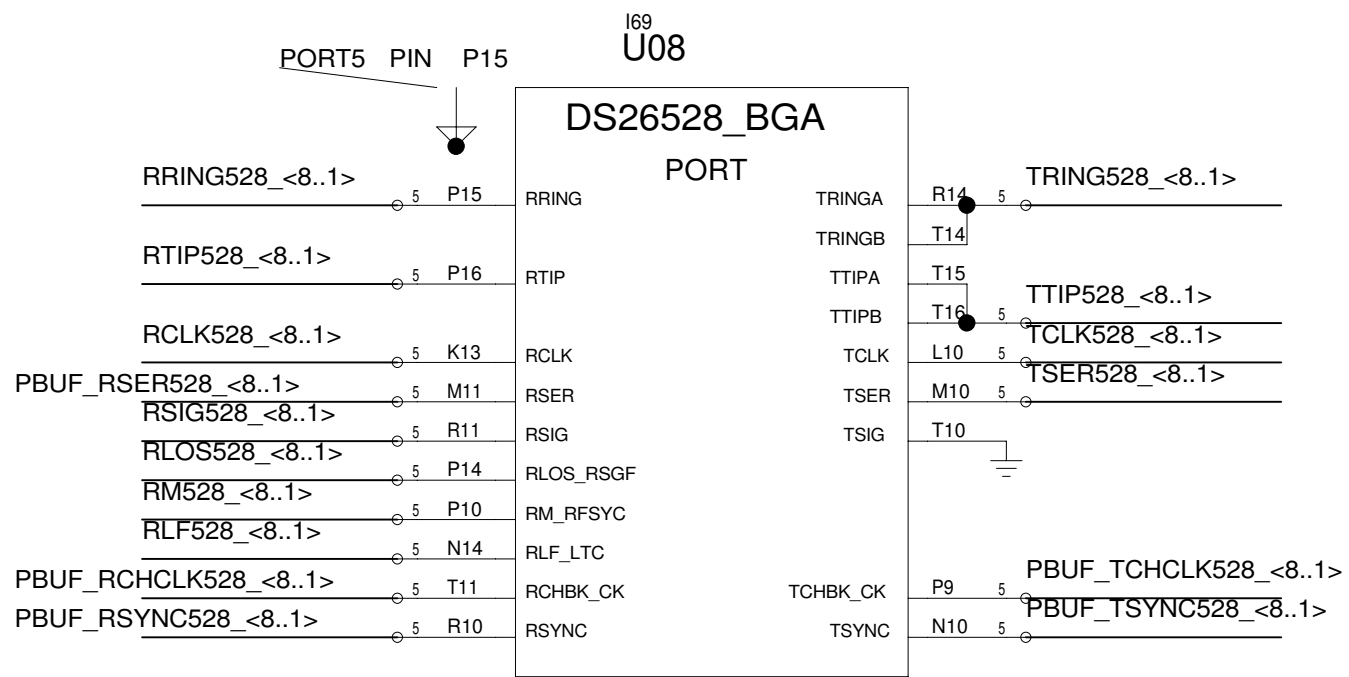 I69
U08
PORT5 PIN P15
DS26528_BGA
PORT
RRING528_<8..1> 5 P15 RRING TRINGA R14 5 TRING528_<8..1>
TRINGB T14
RTIP528_<8..1> 5 P16 RTIP TTIPA T15
TTIPB T16 5 TTIP528_<8..1>
RCLK528_<8..1> 5 K13 RCLK TCLK L10 5 TCLK528_<8..1>
PBUF_RSER528_<8..1> 5 M11 RSER TSER M10 5 TSER528_<8..1>
RSIG528_<8..1> 5 R11 RSIG TSIG T10
RLOS528_<8..1> 5 P14 RLOS_RSGF
RM528_<8..1> 5 P10 RM_RFSYC
RLF528_<8..1> 5 N14 RLF_LTC
PBUF_RCHCLK528_<8..1> 5 T11 RCHBK_CK TCHBK_CK P9 5 PBUF_TCHCLK528_<8..1>
PBUF_RSYNC528_<8..1> 5 R10 RSYNC TSYNC N10 5 PBUF_TSYNC528_<8..1>